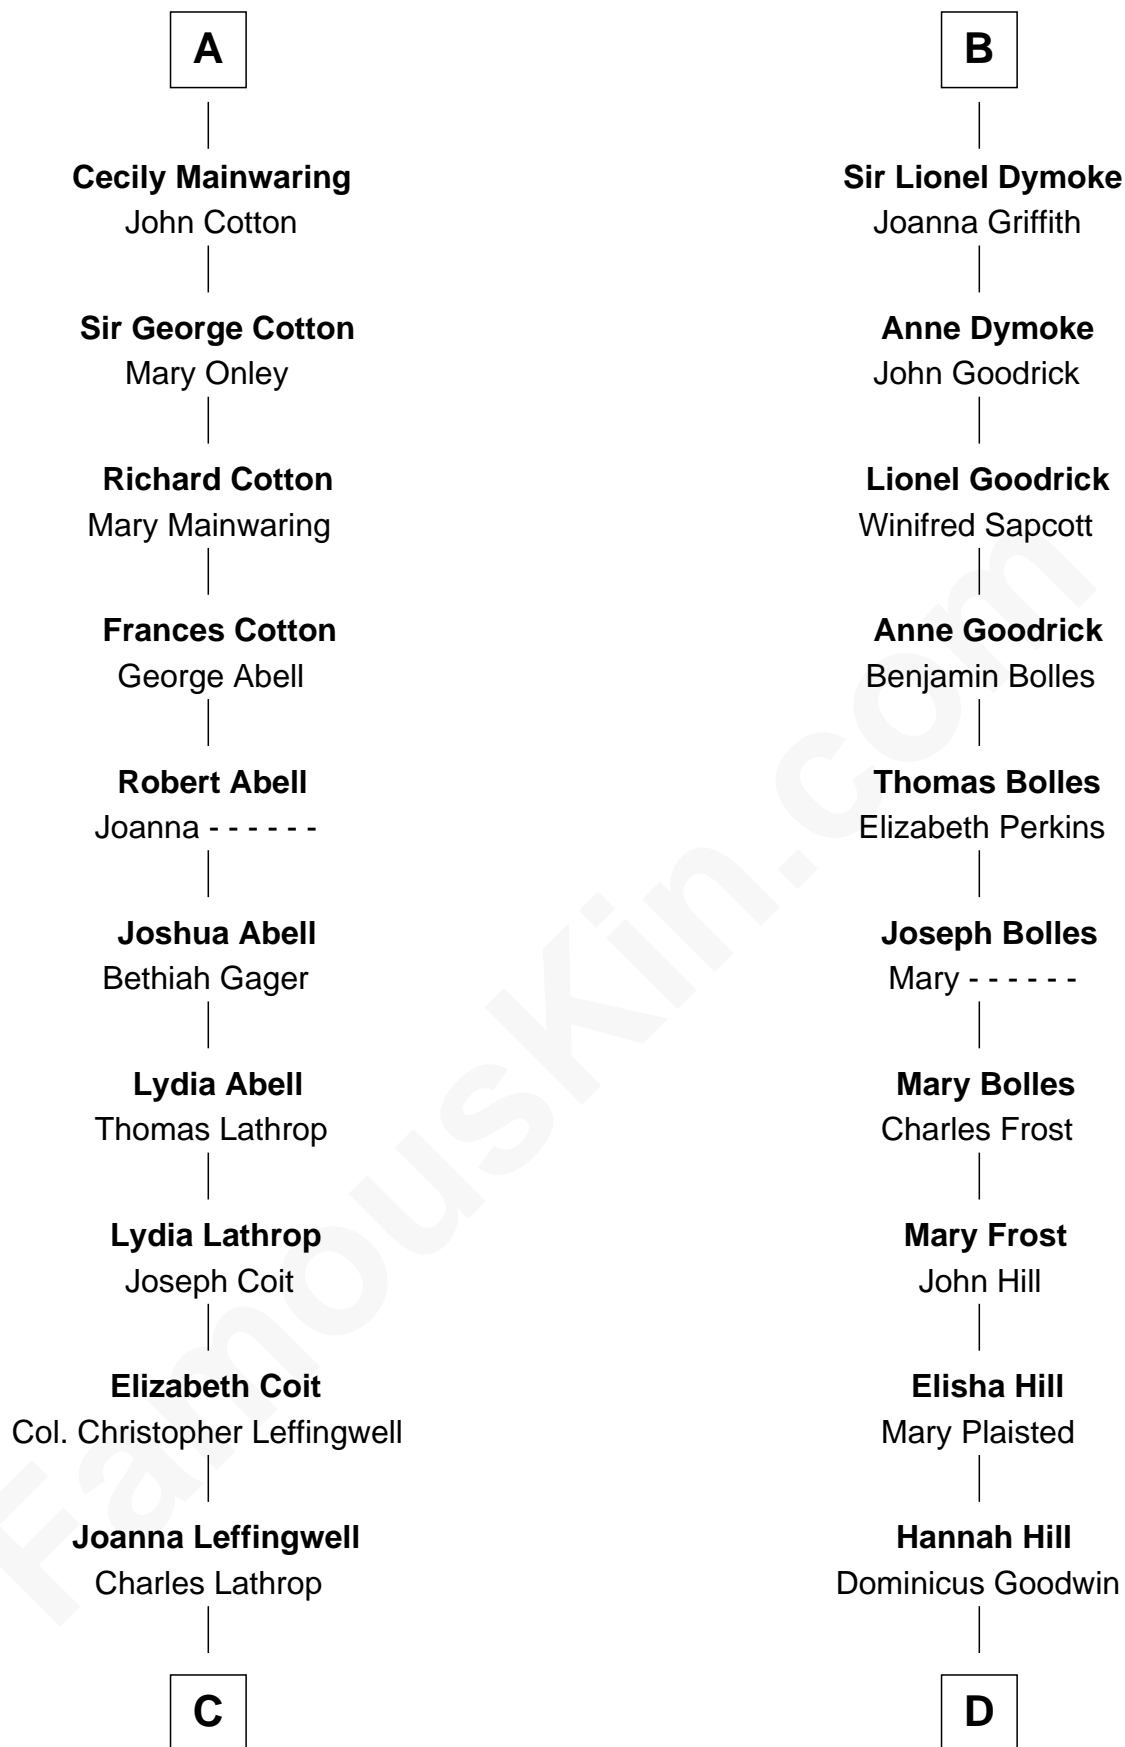 A
Cecily Mainwaring
John Cotton
Sir George Cotton
Mary Onley
Richard Cotton
Mary Mainwaring
Frances Cotton
George Abell
Robert Abell
Joanna - - - - - -
Joshua Abell
Bethiah Gager
Lydia Abell
Thomas Lathrop
Lydia Lathrop
Joseph Coit
Elizabeth Coit
Col. Christopher Leffingwell
Joanna Leffingwell
Charles Lathrop
C
B
Sir Lionel Dymoke
Joanna Griffith
Anne Dymoke
John Goodrick
Lionel Goodrick
Winifred Sapcott
Anne Goodrick
Benjamin Bolles
Thomas Bolles
Elizabeth Perkins
Joseph Bolles
Mary - - - - - -
Mary Bolles
Charles Frost
Mary Frost
John Hill
Elisha Hill
Mary Plaisted
Hannah Hill
Dominicus Goodwin
D
FamousKin.com